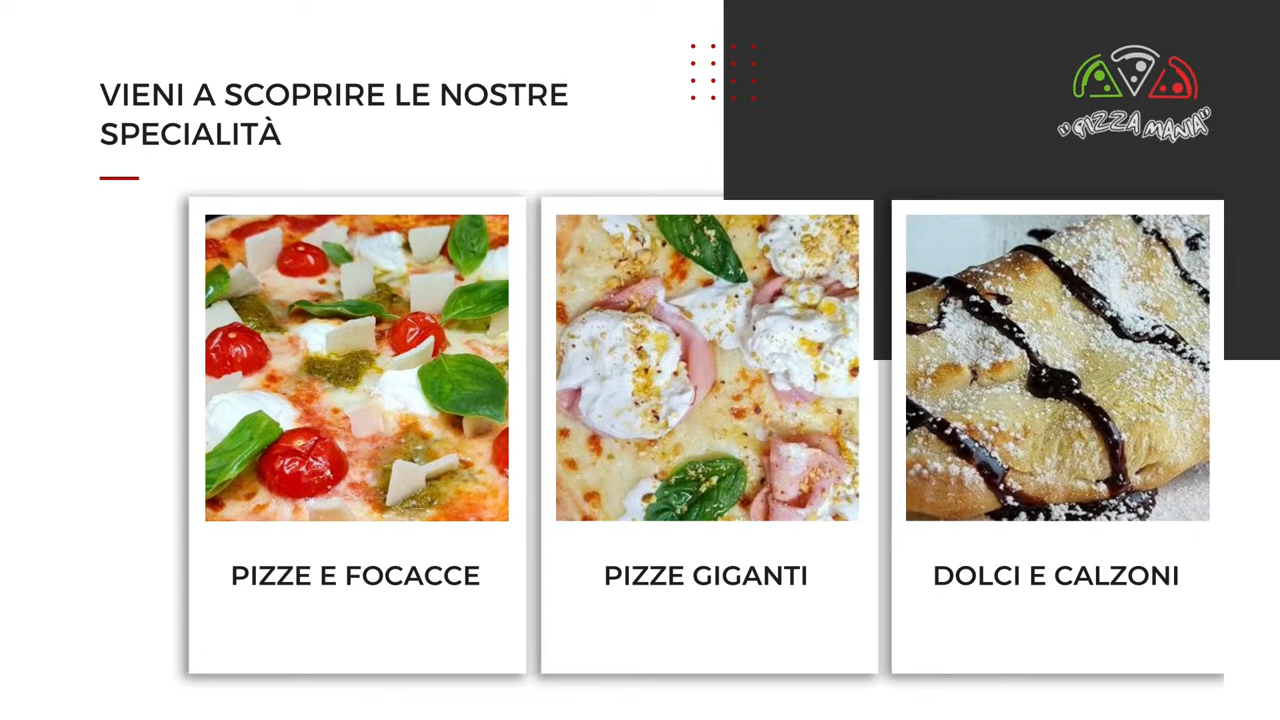 VIENI A SCOPRIRE LE NOSTRE
SPECIALITÀ
"PIZZA MANIA"
PIZZE E FOCACCE
PIZZE GIGANTI
DOLCI E CALZONI